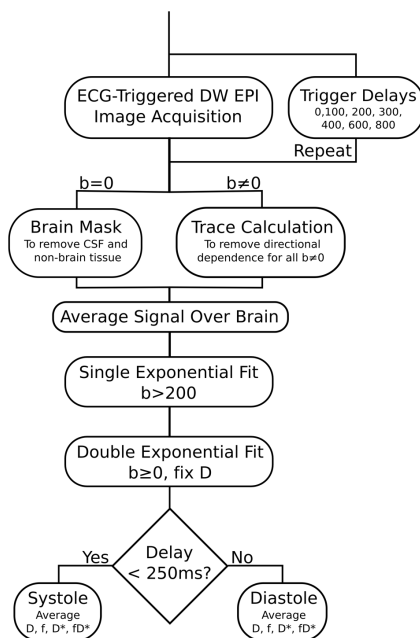 ECG-Triggered DW EPI
Image Acquisition
Trigger Delays
0,100, 200, 300,
400, 600, 800
Repeat
b=0
b≠0
Brain Mask
To remove CSF and
non-brain tissue
Trace Calculation
To remove directional
dependence for all b≠0
Average Signal Over Brain
Single Exponential Fit
b>200
Double Exponential Fit
b≥0, fix D
Delay
< 250ms?
Yes
No
Systole
Average
D, f, D*, fD*
Diastole
Average
D, f, D*, fD*